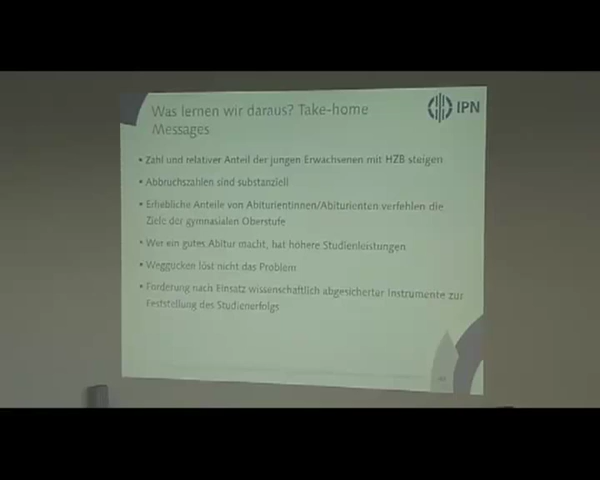 Was lernen wir daraus? Take-home
Messages
IPN
• Zahl und relativer Anteil der jungen Erwachsenen mit HZB steigen
• Abbruchszahlen sind substanziell
• Erhebliche Anteile von Abiturientinnen/Abiturienten verfehlen die
Ziele der gymnasialen Oberstufe
• Wer ein gutes Abitur macht, hat höhere Studienleistungen
• Weggucken löst nicht das Problem
• Forderung nach Einsatz wissenschaftlich abgesicherter Instrumente zur
Feststellung des Studienerfolgs